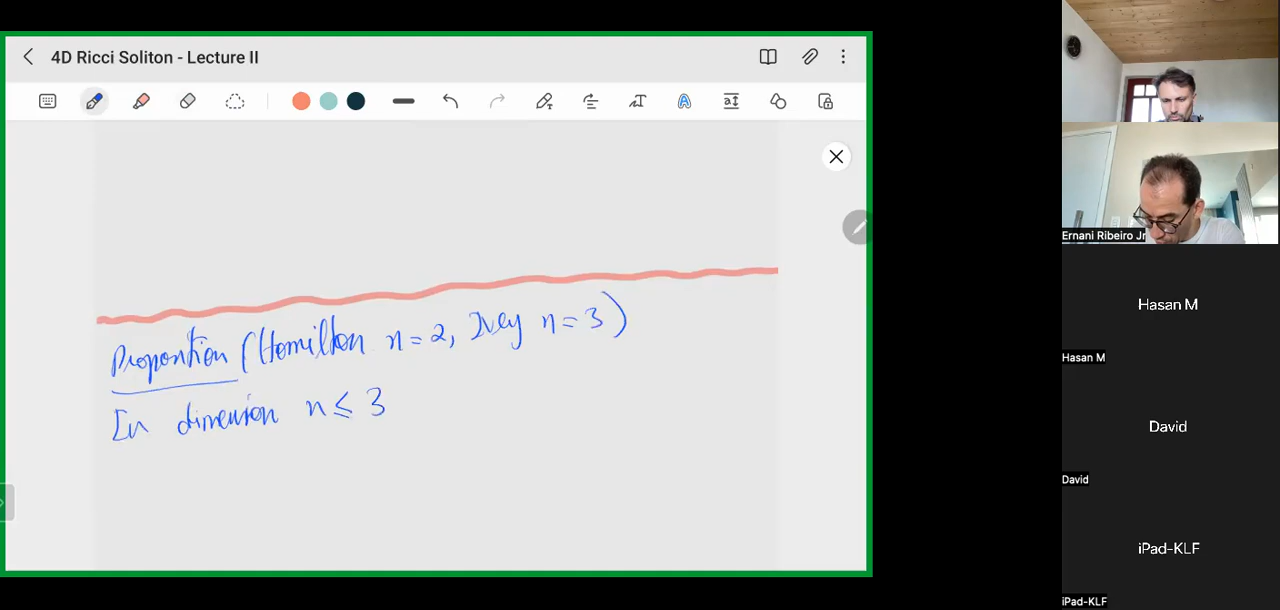 4D Ricci Soliton - Lecture II
Proposition (Hamilton n = 2, Ivey n = 3)
In dimension n ≤ 3
Ernani Ribeiro Jr
Hasan M
Hasan M
David
David
iPad-KLF
iPad-KLF